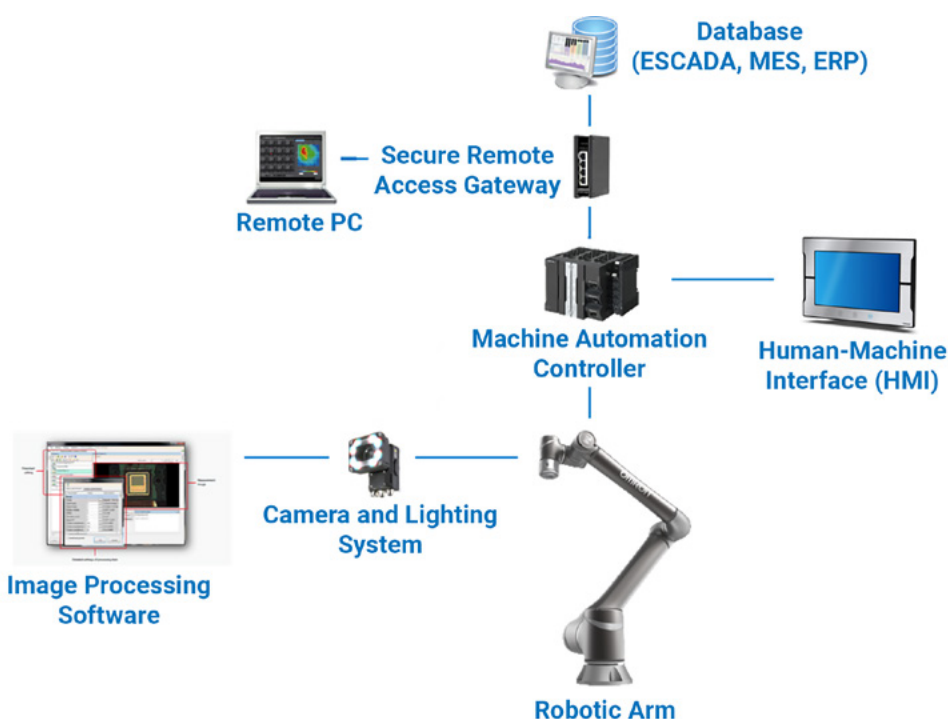 Database
(ESCADA, MES, ERP)
Secure Remote
Access Gateway
Remote PC
Machine Automation
Controller
Human-Machine
Interface (HMI)
Camera and Lighting
System
OMRON
Image Processing
Software
Robotic Arm